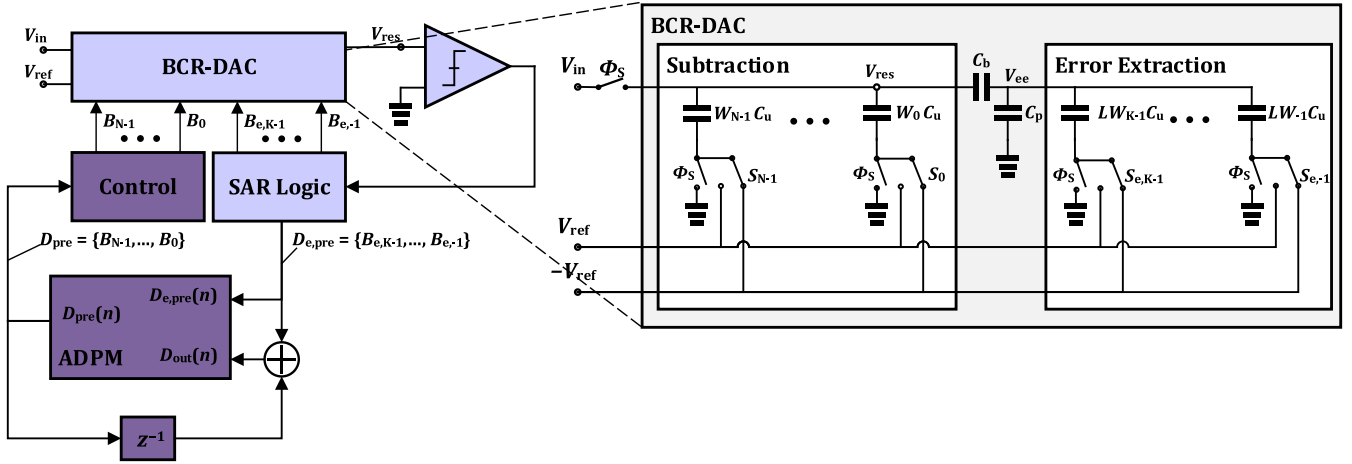 V_in
V_ref
BCR-DAC
V_res
B_N-1
B_0
B_e,K-1
B_e,-1
Control
SAR Logic
D_pre = {B_N-1,..., B_0}
D_e,pre = {B_e,K-1,..., B_e,-1}
D_e,pre(n)
D_pre(n)
ADPM
D_out(n)
z⁻¹
BCR-DAC
V_in
Φ_S
Subtraction
V_res
C_b
V_ee
Error Extraction
W_N-1 C_u
W_0 C_u
C_p
LW_K-1 C_u
LW_-1 C_u
Φ_S
S_N-1
Φ_S
S_0
Φ_S
S_e,K-1
Φ_S
S_e,-1
V_ref
−V_ref